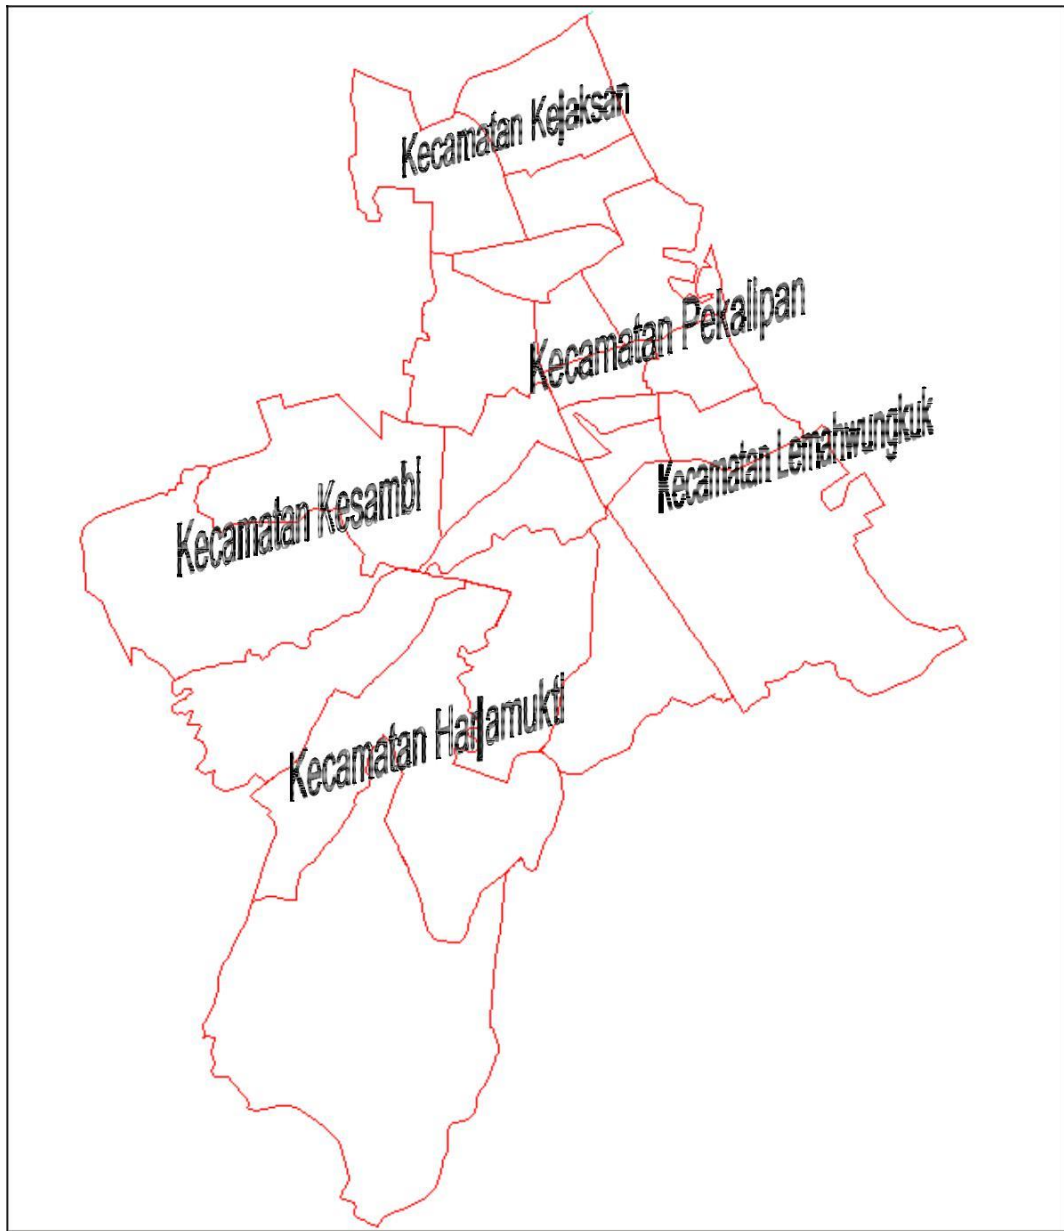 Kecamatan Kejaksan
Kecamatan Pekalipan
Kecamatan Lemahwungkuk
Kecamatan Kesambi
Kecamatan Harjamukti